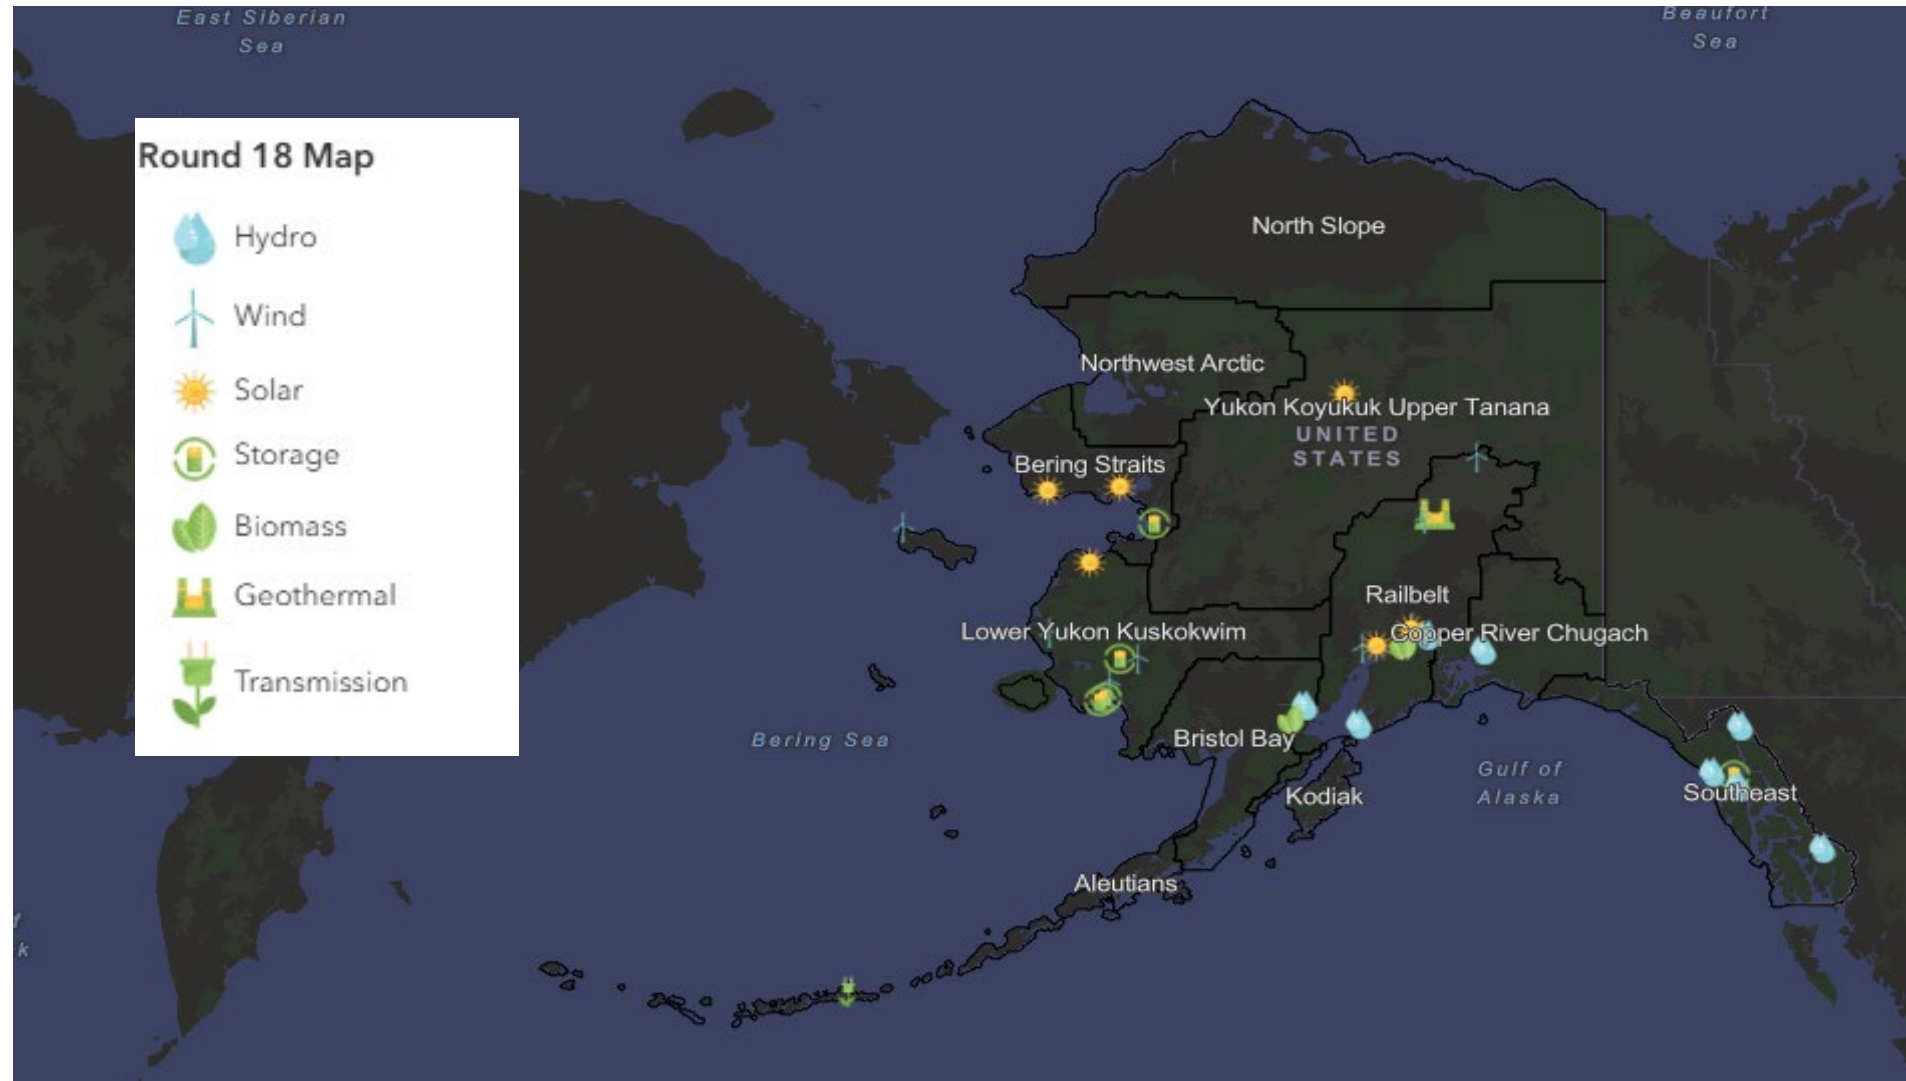 East Siberian
Sea
Beaufort
Sea
Round 18 Map
Hydro
Wind
Solar
Storage
Biomass
Geothermal
Transmission
North Slope
Northwest Arctic
Yukon Koyukuk Upper Tanana
UNITED
STATES
Bering Straits
Railbelt
Lower Yukon Kuskokwim
Copper River Chugach
Bering Sea
Bristol Bay
Gulf of
Alaska
Kodiak
Southeast
Aleutians
f
k